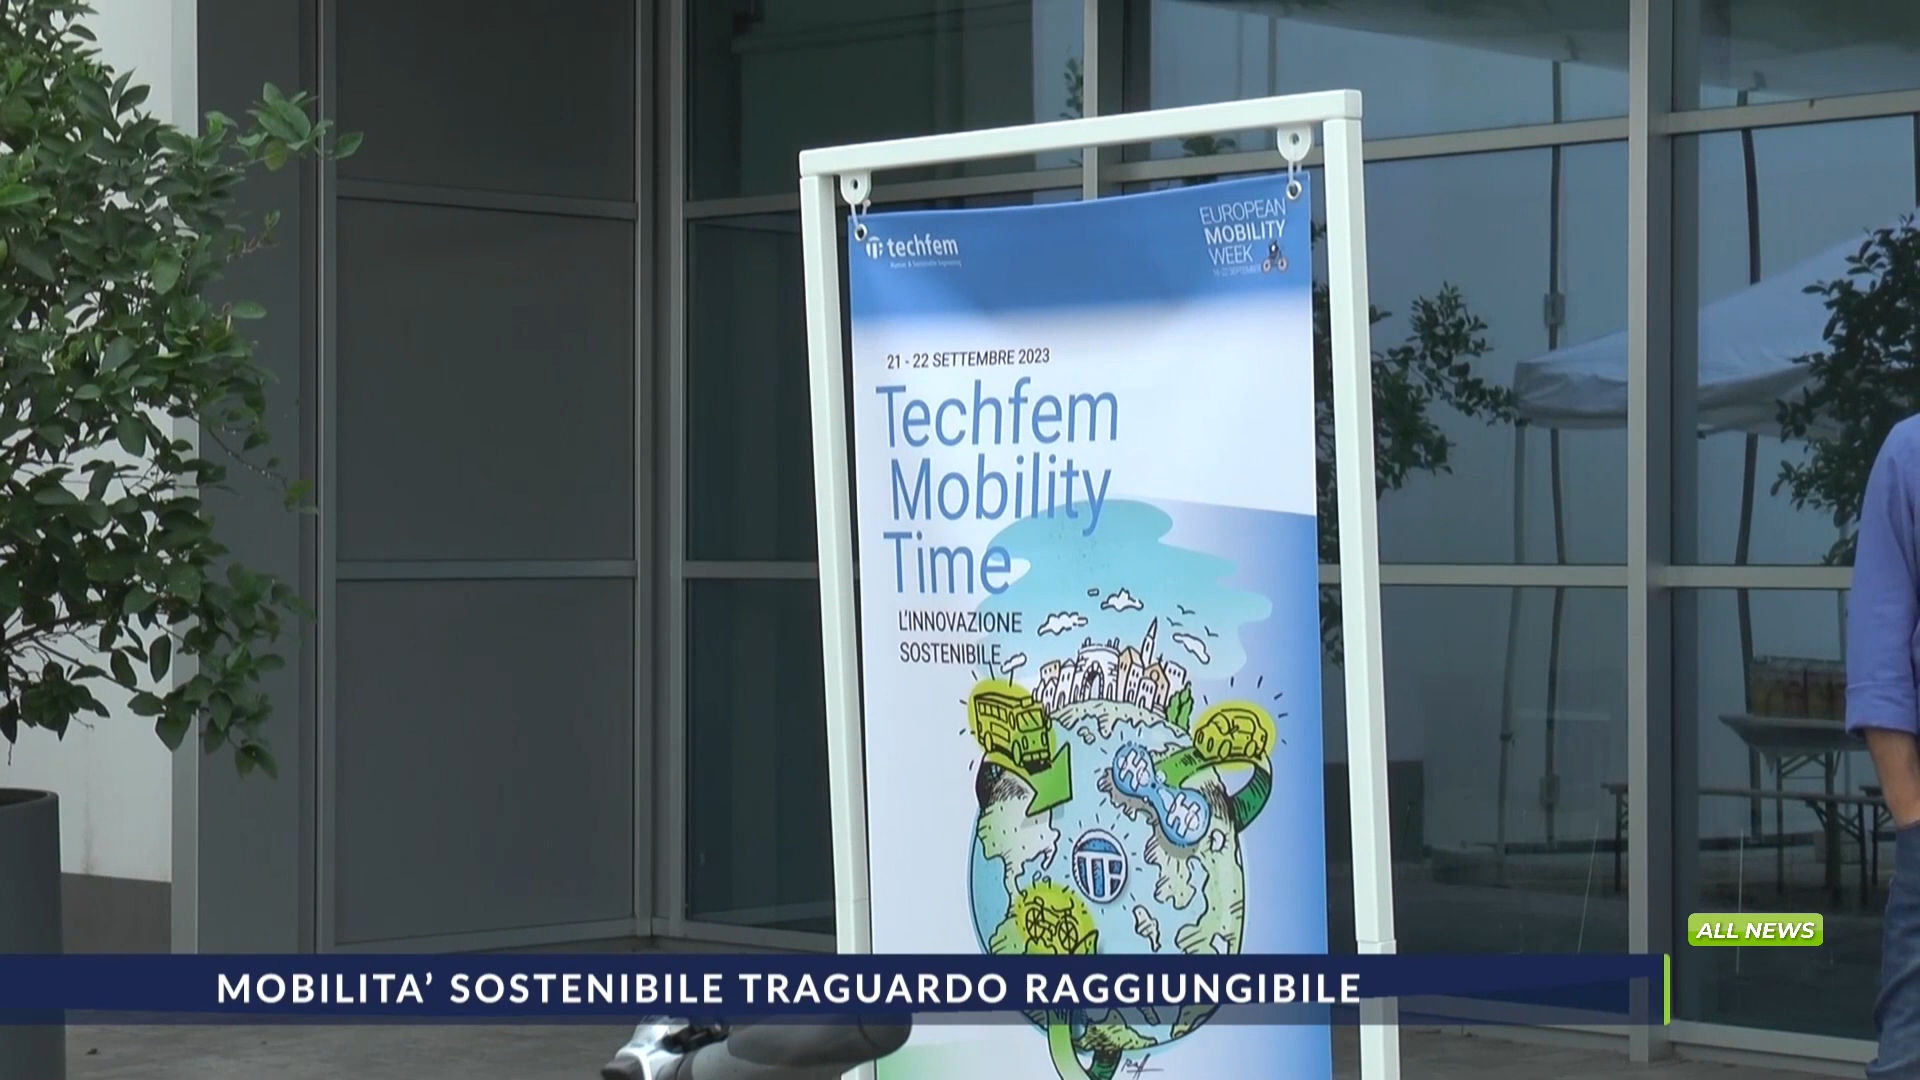 techfem
EUROPEAN
MOBILITY
WEEK
21 - 22 SETTEMBRE 2023
Techfem
Mobility
Time
L'INNOVAZIONE
SOSTENIBILE
ALL NEWS
MOBILITA' SOSTENIBILE TRAGUARDO RAGGIUNGIBILE